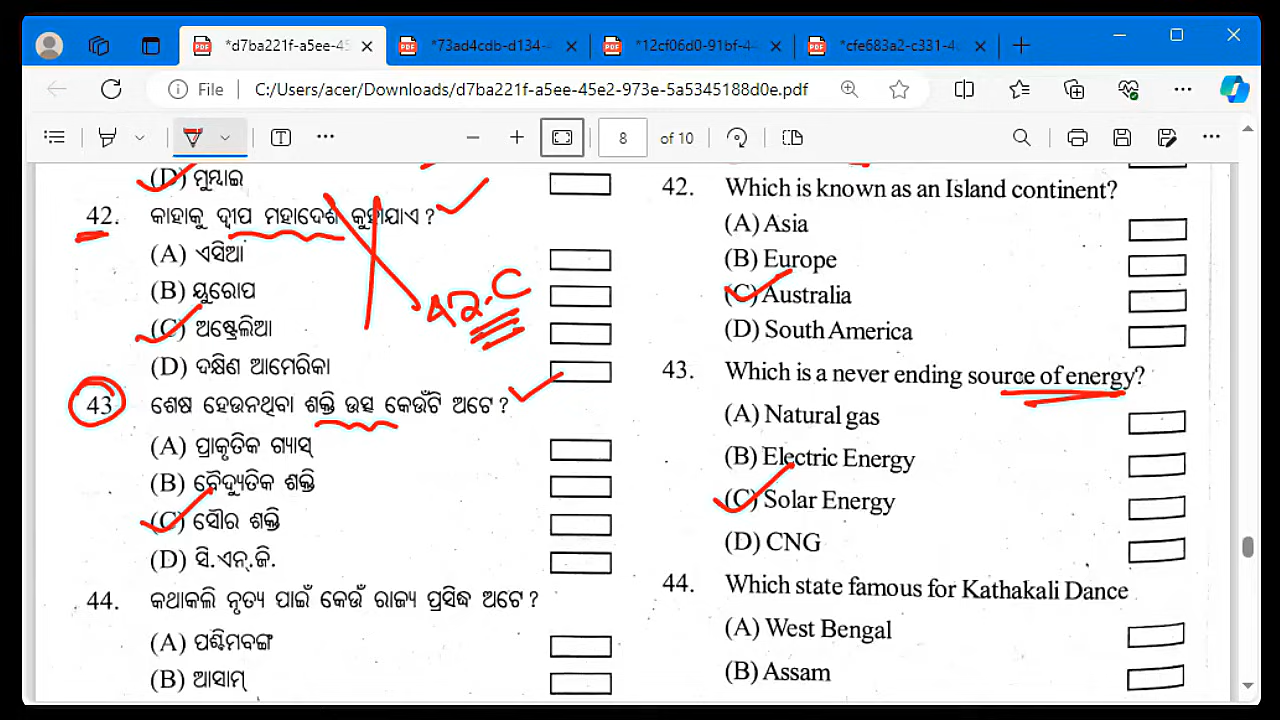 *d7ba221f-a5ee-45
*73ad4cdb-d134-
*12cf06d0-91bf-4
*cfe683a2-c331-4
File
C:/Users/acer/Downloads/d7ba221f-a5ee-45e2-973e-5a5345188d0e.pdf
8 of 10
(D) ମୁମ୍ବାଇ
42. କାହାକୁ ଦ୍ୱୀପ ମହାଦେଶ କୁହାଯାଏ ?
(A) ଏସିଆ
(B) ୟୁରୋପ
(C) ଅଷ୍ଟ୍ରେଲିଆ
(D) ଦକ୍ଷିଣ ଆମେରିକା
୪୨.C
43 ଶେଷ ହେଉନଥିବା ଶକ୍ତି ଉତ୍ସ କେଉଁଟି ଅଟେ ?
(A) ପ୍ରାକୃତିକ ଗ୍ୟାସ୍
(B) ବୈଦ୍ୟୁତିକ ଶକ୍ତି
(C) ସୌର ଶକ୍ତି
(D) ସି.ଏନ୍.ଜି.
44. କଥାକଲି ନୃତ୍ୟ ପାଇଁ କେଉଁ ରାଜ୍ୟ ପ୍ରସିଦ୍ଧ ଅଟେ ?
(A) ପଶ୍ଚିମବଙ୍ଗ
(B) ଆସାମ୍
42. Which is known as an Island continent?
(A) Asia
(B) Europe
(C) Australia
(D) South America
43. Which is a never ending source of energy?
(A) Natural gas
(B) Electric Energy
(C) Solar Energy
(D) CNG
44. Which state famous for Kathakali Dance
(A) West Bengal
(B) Assam